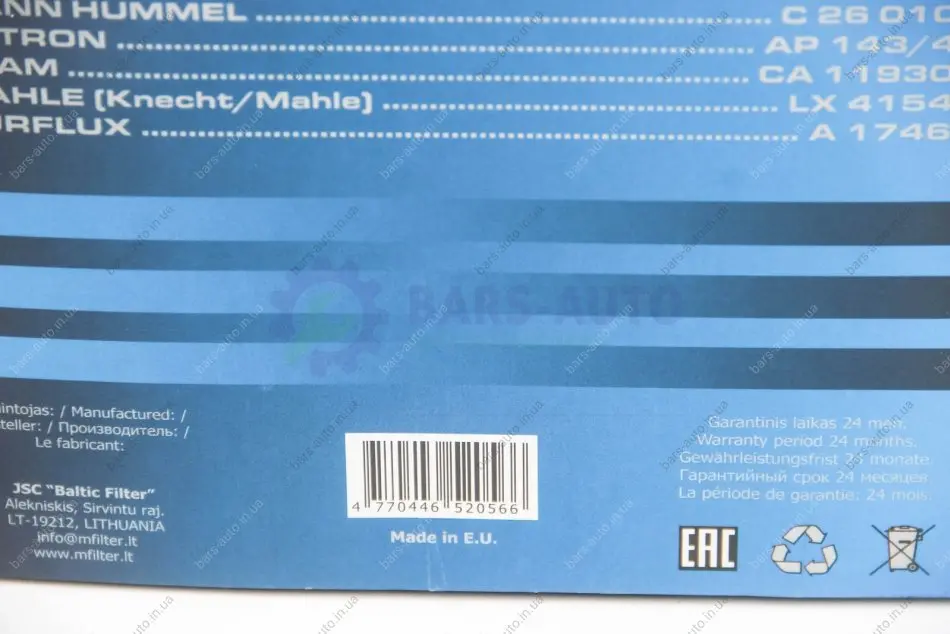 NN HUMMEL ........ C 26 010
TRON ........ AP 143/4
AM ........ CA 11930
AHLE (Knecht/Mahle) ........ LX 4154
URFLUX ........ A 1746
BARS-AUTO
intojas: / Manufactured: /
steller: / Производитель: /
Le fabricant:
JSC "Baltic Filter"
Alekniskis, Sirvintu raj.
LT-19212, LITHUANIA
info@mfilter.lt
www.mfilter.lt
4 770446 520566
Made in E.U.
Garantinis laikas 24 mėn.
Warranty period 24 months.
Gewährleistungsfrist 24 monate.
Гарантийный срок 24 месяцев
La période de garantie: 24 mois.
EAC
bars-auto.in.ua